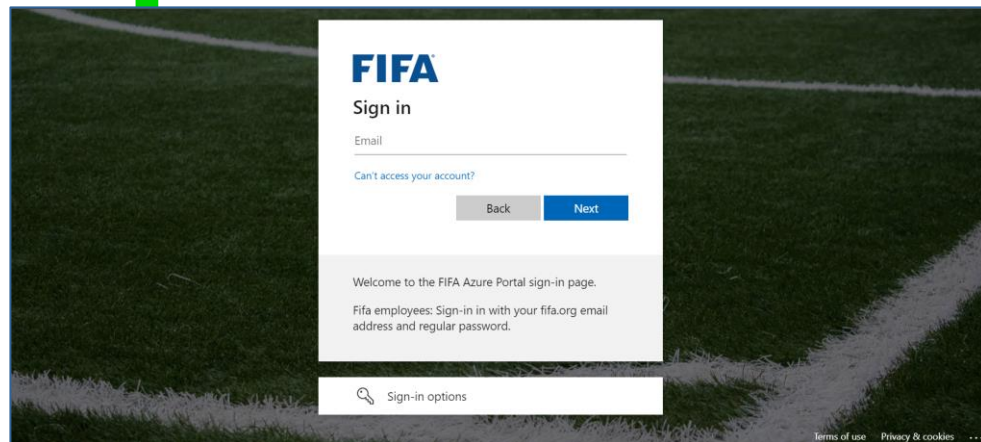 FIFA
Sign in
Email
Can't access your account?
Back Next
Welcome to the FIFA Azure Portal sign-in page.
Fifa employees: Sign-in in with your fifa.org email
address and regular password.
Sign-in options
Terms of use Privacy & cookies ...